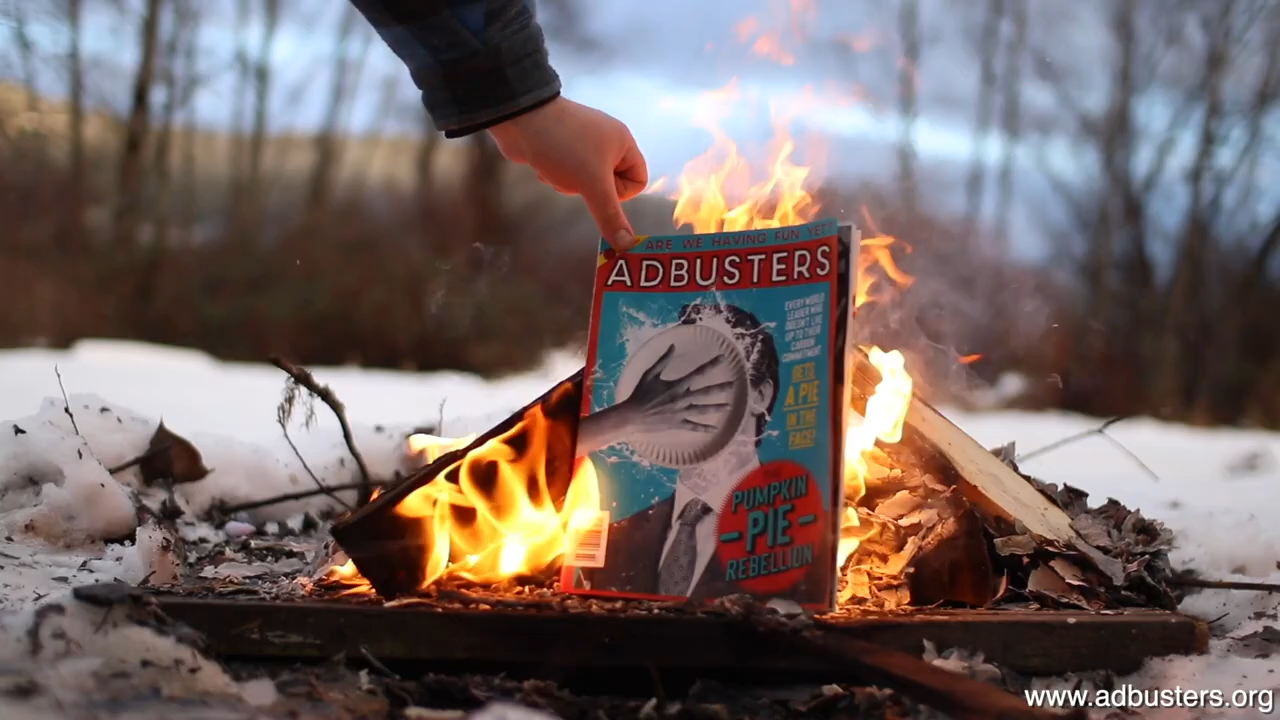 ARE WE HAVING FUN YET?
ADBUSTERS
EVERY WORLD
LEADER WHO
DOESN'T LIVE
UP TO THEIR
CARBON
COMMITMENT
GETS
A PIE
IN THE
FACE!
PUMPKIN
-PIE-
REBELLION
www.adbusters.org